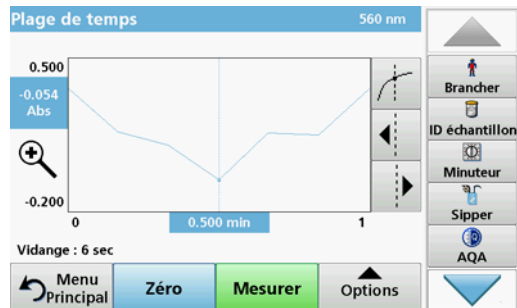 Plage de temps 560 nm
0.500
-0.054
Abs
-0.200
0 0.500 min 1
Vidange : 6 sec
Menu
Principal
Zéro
Mesurer
Options
Brancher
ID échantillon
Minuteur
Sipper
AQA